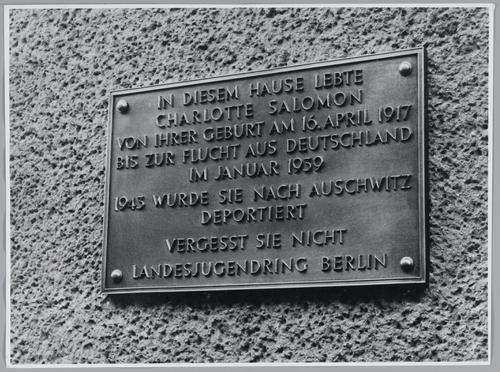 IN DIESEM HAUSE LEBTE
CHARLOTTE SALOMON
VON IHRER GEBURT AM 16. APRIL 1917
BIS ZUR FLUCHT AUS DEUTSCHLAND
IM JANUAR 1939
1943 WURDE SIE NACH AUSCHWITZ
DEPORTIERT
VERGESST SIE NICHT
LANDESJUGENDRING BERLIN